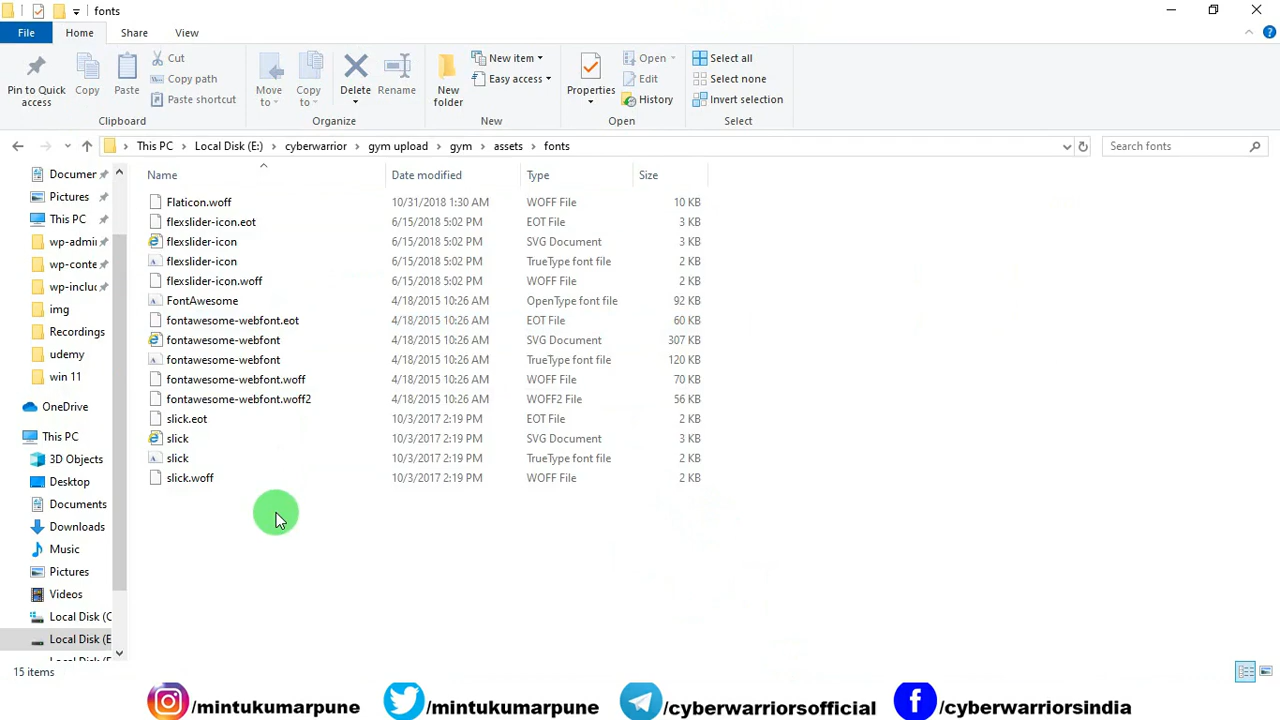 fonts
File Home Share View
Pin to Quick access
Copy
Paste
Cut
Copy path
Paste shortcut
Clipboard
Move to
Copy to
Delete
Rename
Organize
New folder
New item
Easy access
New
Properties
Open
Edit
History
Open
Select all
Select none
Invert selection
Select
This PC Local Disk (E:) cyberwarrior gym upload gym assets fonts
Search fonts
Documer
Pictures
This PC
wp-admi
wp-conte
wp-incluc
img
Recordings
udemy
win 11
OneDrive
This PC
3D Objects
Desktop
Documents
Downloads
Music
Pictures
Videos
Local Disk (C
Local Disk (E
Name Date modified Type Size
Flaticon.woff 10/31/2018 1:30 AM WOFF File 10 KB
flexslider-icon.eot 6/15/2018 5:02 PM EOT File 3 KB
flexslider-icon 6/15/2018 5:02 PM SVG Document 3 KB
flexslider-icon 6/15/2018 5:02 PM TrueType font file 2 KB
flexslider-icon.woff 6/15/2018 5:02 PM WOFF File 2 KB
FontAwesome 4/18/2015 10:26 AM OpenType font file 92 KB
fontawesome-webfont.eot 4/18/2015 10:26 AM EOT File 60 KB
fontawesome-webfont 4/18/2015 10:26 AM SVG Document 307 KB
fontawesome-webfont 4/18/2015 10:26 AM TrueType font file 120 KB
fontawesome-webfont.woff 4/18/2015 10:26 AM WOFF File 70 KB
fontawesome-webfont.woff2 4/18/2015 10:26 AM WOFF2 File 56 KB
slick.eot 10/3/2017 2:19 PM EOT File 2 KB
slick 10/3/2017 2:19 PM SVG Document 3 KB
slick 10/3/2017 2:19 PM TrueType font file 2 KB
slick.woff 10/3/2017 2:19 PM WOFF File 2 KB
15 items
/mintukumarpune /mintukumarpune /cyberwarriorsofficial /cyberwarriorsindia